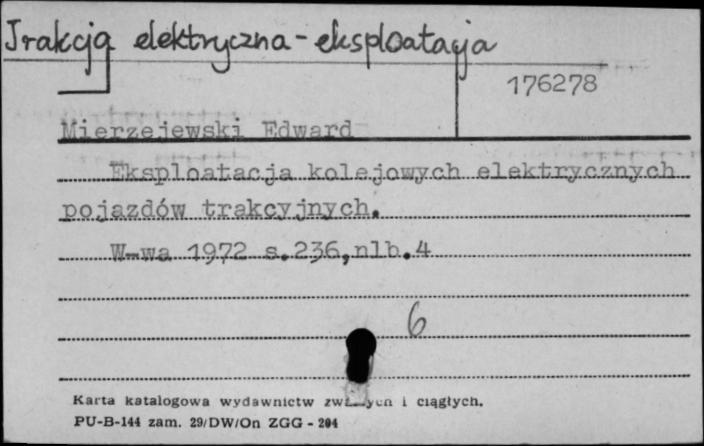 Trakcja elektryczna - eksploatacja
176278
Mierzejewski Edward
Eksploatacja kolejowych elektrycznych
pojazdów trakcyjnych.
W-wa 1972 s.236,nlb.4
6
Karta katalogowa wydawnictw i ciągłych.
PU-B-144 zam. 29/DW/On ZGG - 204